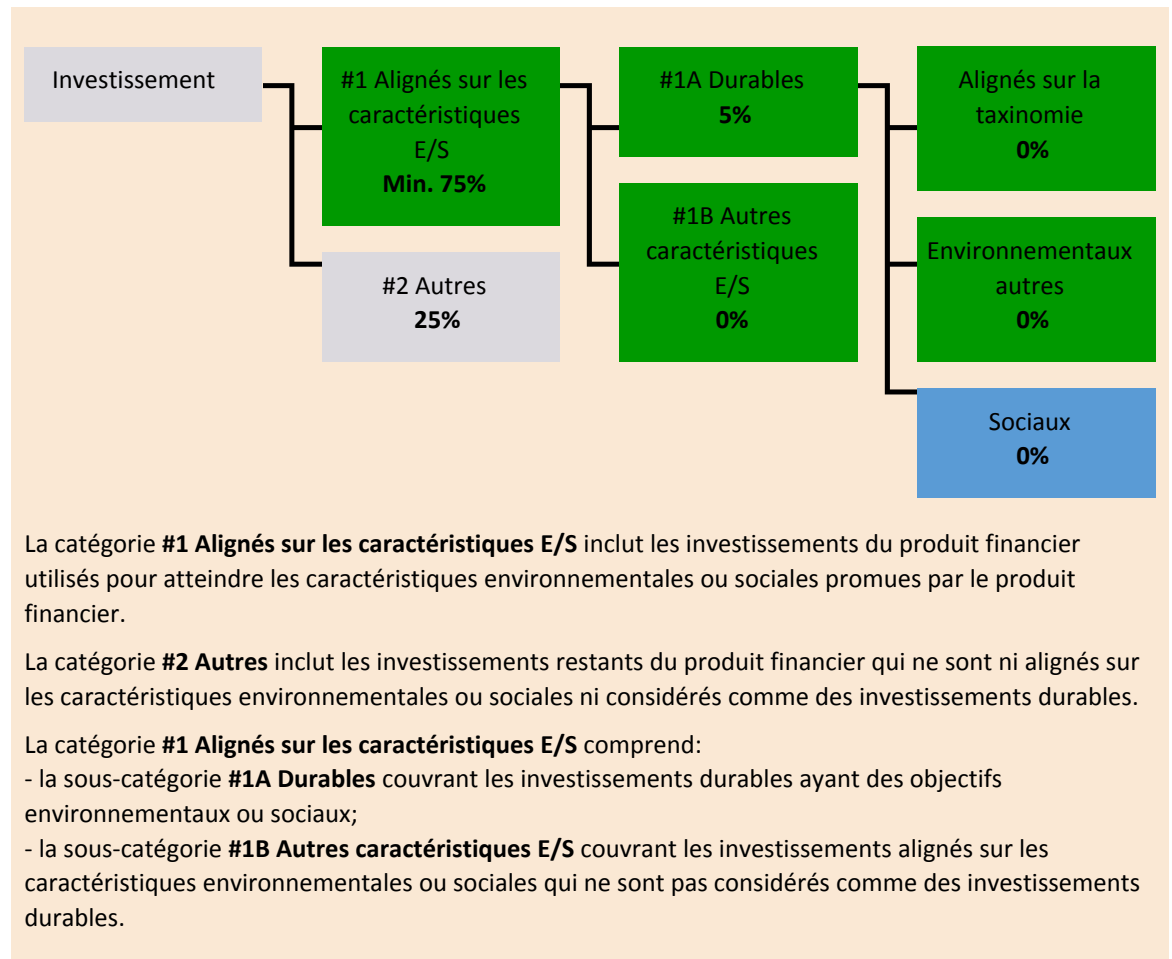 Investissement
#1 Alignés sur les
caractéristiques
E/S
Min. 75%
#2 Autres
25%
#1A Durables
5%
#1B Autres
caractéristiques
E/S
0%
Alignés sur la
taxinomie
0%
Environnementaux
autres
0%
Sociaux
0%
La catégorie #1 Alignés sur les caractéristiques E/S inclut les investissements du produit financier
utilisés pour atteindre les caractéristiques environnementales ou sociales promues par le produit
financier.
La catégorie #2 Autres inclut les investissements restants du produit financier qui ne sont ni alignés sur
les caractéristiques environnementales ou sociales ni considérés comme des investissements durables.
La catégorie #1 Alignés sur les caractéristiques E/S comprend:
- la sous-catégorie #1A Durables couvrant les investissements durables ayant des objectifs
environnementaux ou sociaux;
- la sous-catégorie #1B Autres caractéristiques E/S couvrant les investissements alignés sur les
caractéristiques environnementales ou sociales qui ne sont pas considérés comme des investissements
durables.